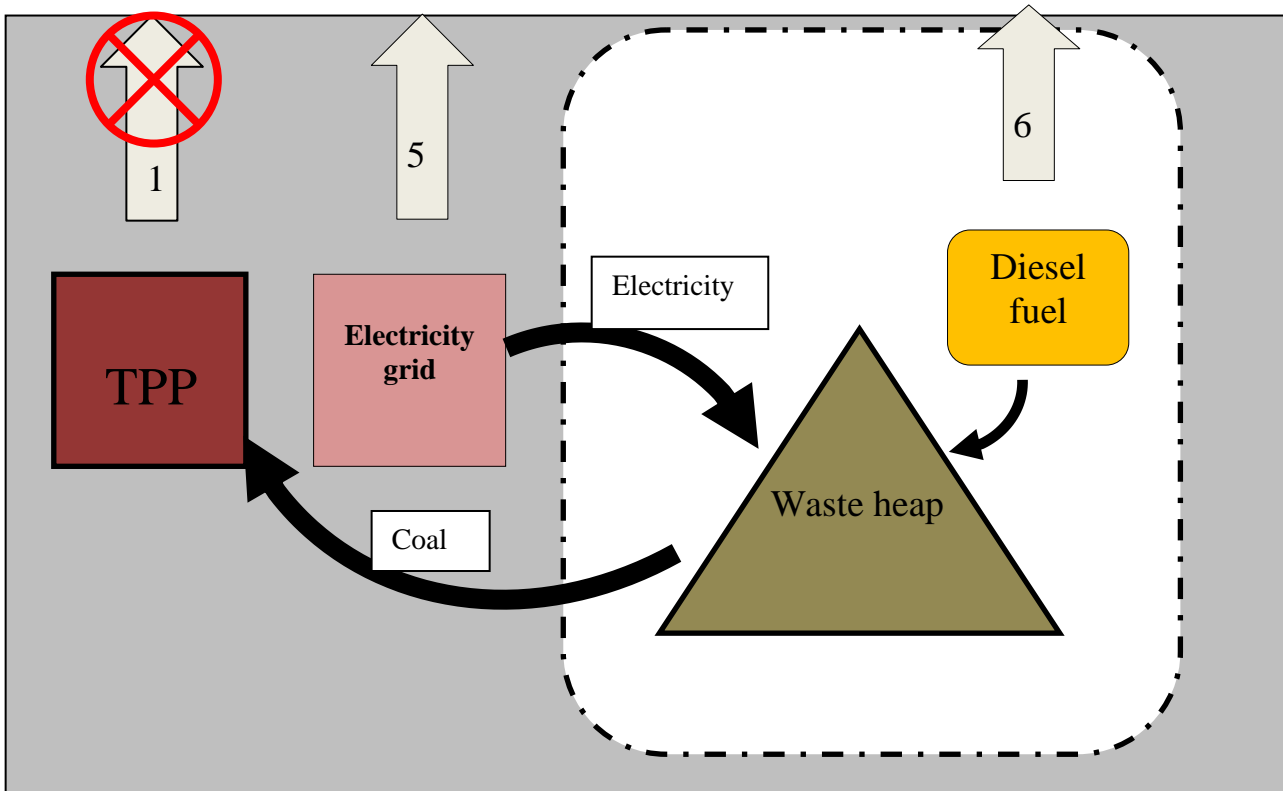 1
5
6
Electricity
Diesel
fuel
Electricity
grid
TPP
Waste heap
Coal